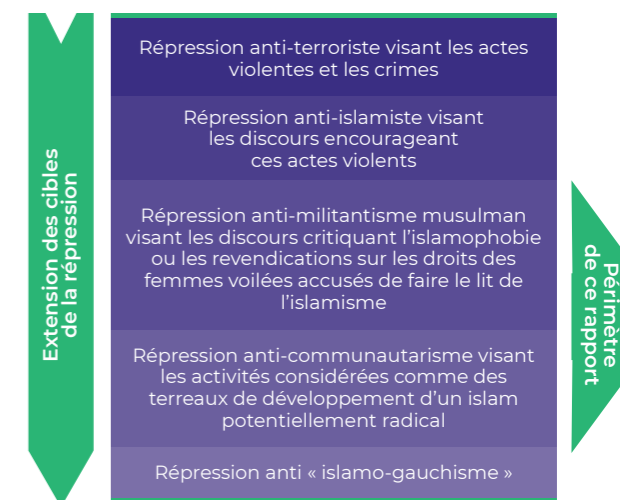 Extension des cibles
de la répression
Répression anti-terroriste visant les actes
violentes et les crimes
Répression anti-islamiste visant
les discours encourageant
ces actes violents
Répression anti-militantisme musulman
visant les discours critiquant l’islamophobie
ou les revendications sur les droits des
femmes voilées accusés de faire le lit de
l’islamisme
Répression anti-communautarisme visant
les activités considérées comme des
terreaux de développement d’un islam
potentiellement radical
Répression anti « islamo-gauchisme »
Périmètre
de ce rapport